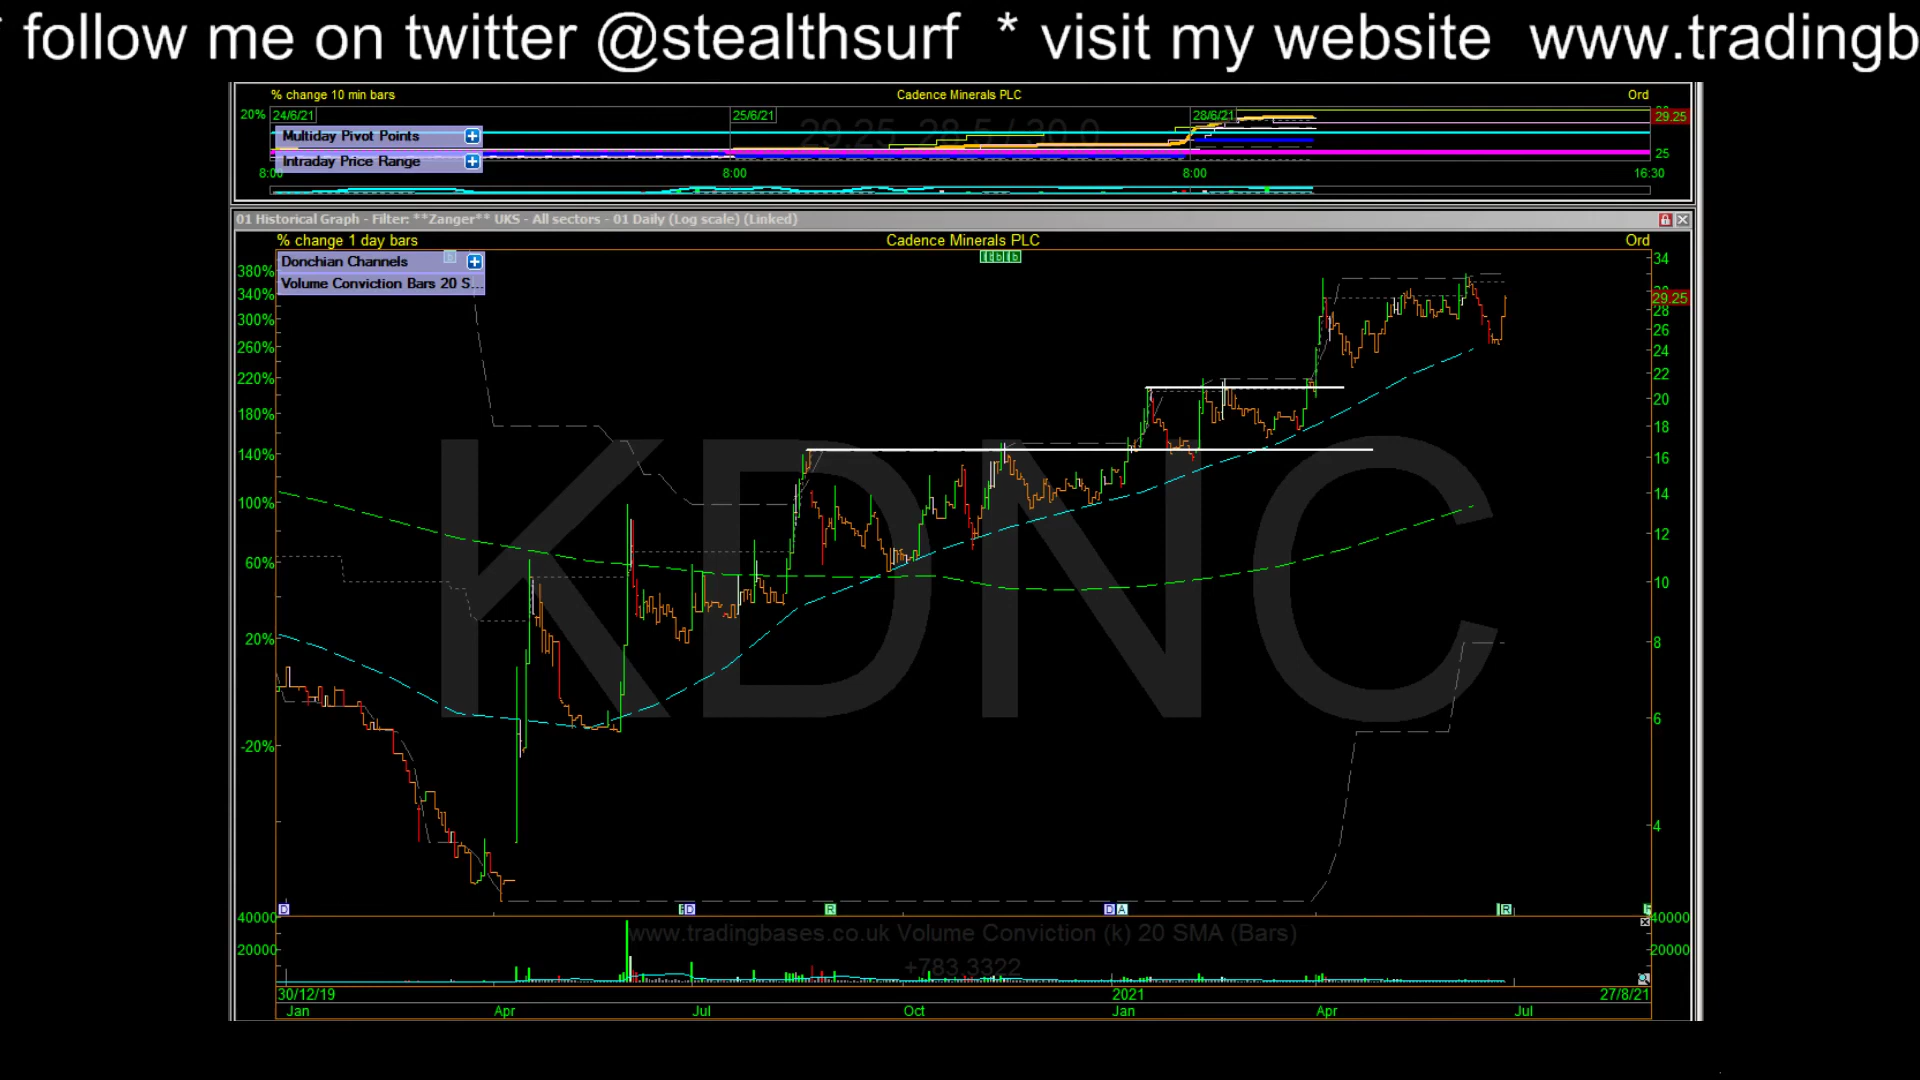 * follow me on twitter @stealthsurf * visit my website www.tradingb
% change 10 min bars Cadence Minerals PLC Ord
20% 24/6/21 25/6/21 28/6/21 29.25
29.25 28.5 / 30.0
Multiday Pivot Points
Intraday Price Range 25
8:00 8:00 8:00 16:30
01 Historical Graph - Filter: **Zanger** UKS - All sectors - 01 Daily (Log scale) (Linked)
% change 1 day bars Cadence Minerals PLC Ord
Donchian Channels
Volume Conviction Bars 20 S...
KDNC
380% 34
340% 29.25
300% 28
26
260% 24
220% 22
180% 20
18
140% 16
100% 14
12
60% 10
20% 8
-20% 6
4
D D R D A R
40000 40000
www.tradingbases.co.uk Volume Conviction (k) 20 SMA (Bars)
20000 20000
+783.3322
30/12/19 2021 27/8/21
Jan Apr Jul Oct Jan Apr Jul